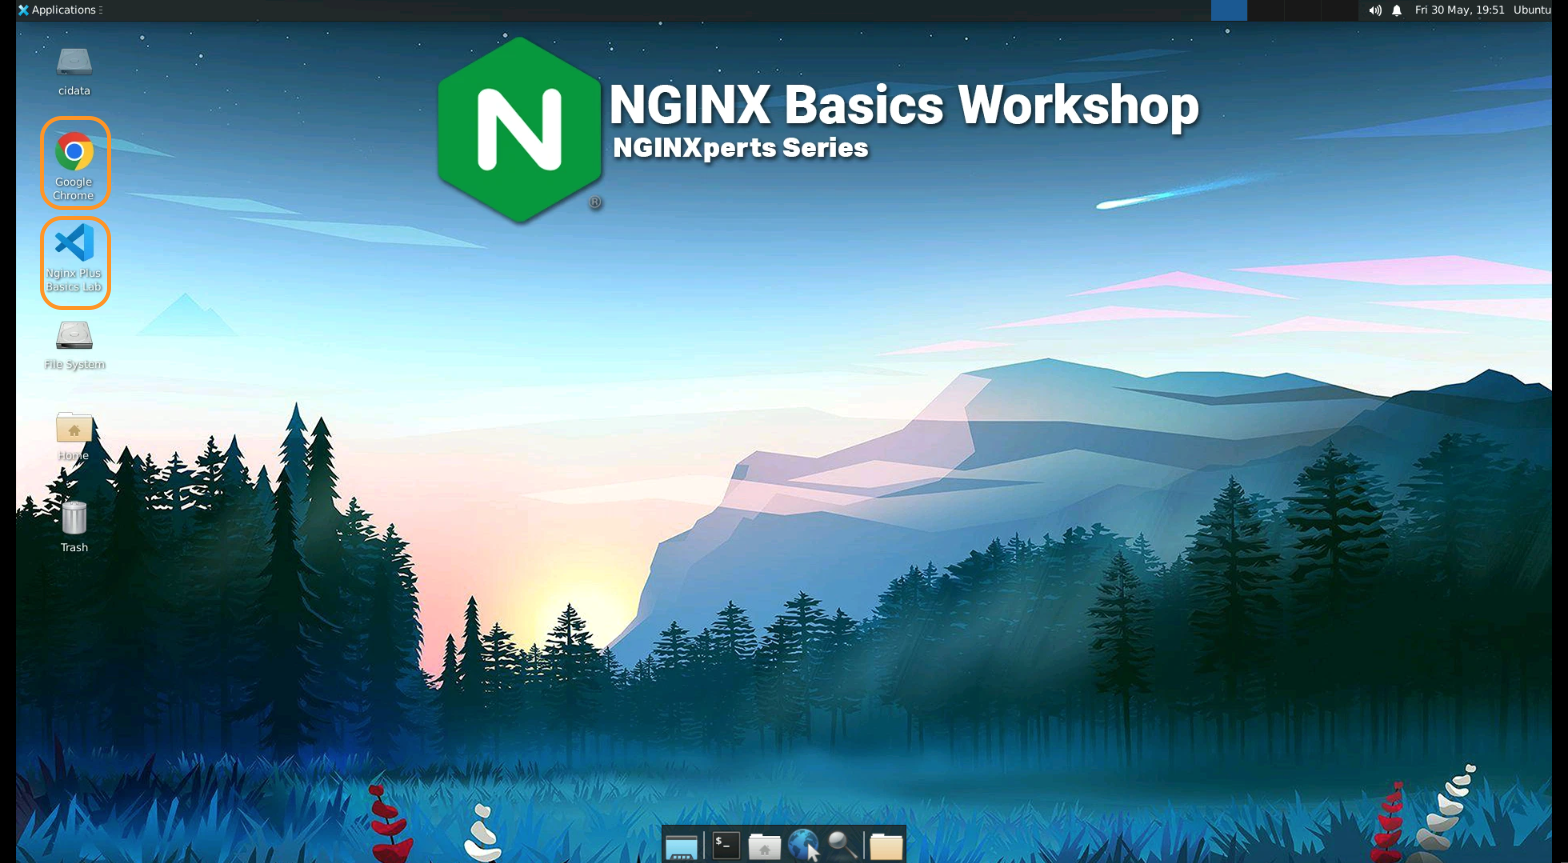 Applications
Fri 30 May, 19:51
Ubuntu
cidata
Google
Chrome
Nginx Plus
Basics Lab
File System
Home
Trash
N
®
NGINX Basics Workshop
NGINXperts Series
$_